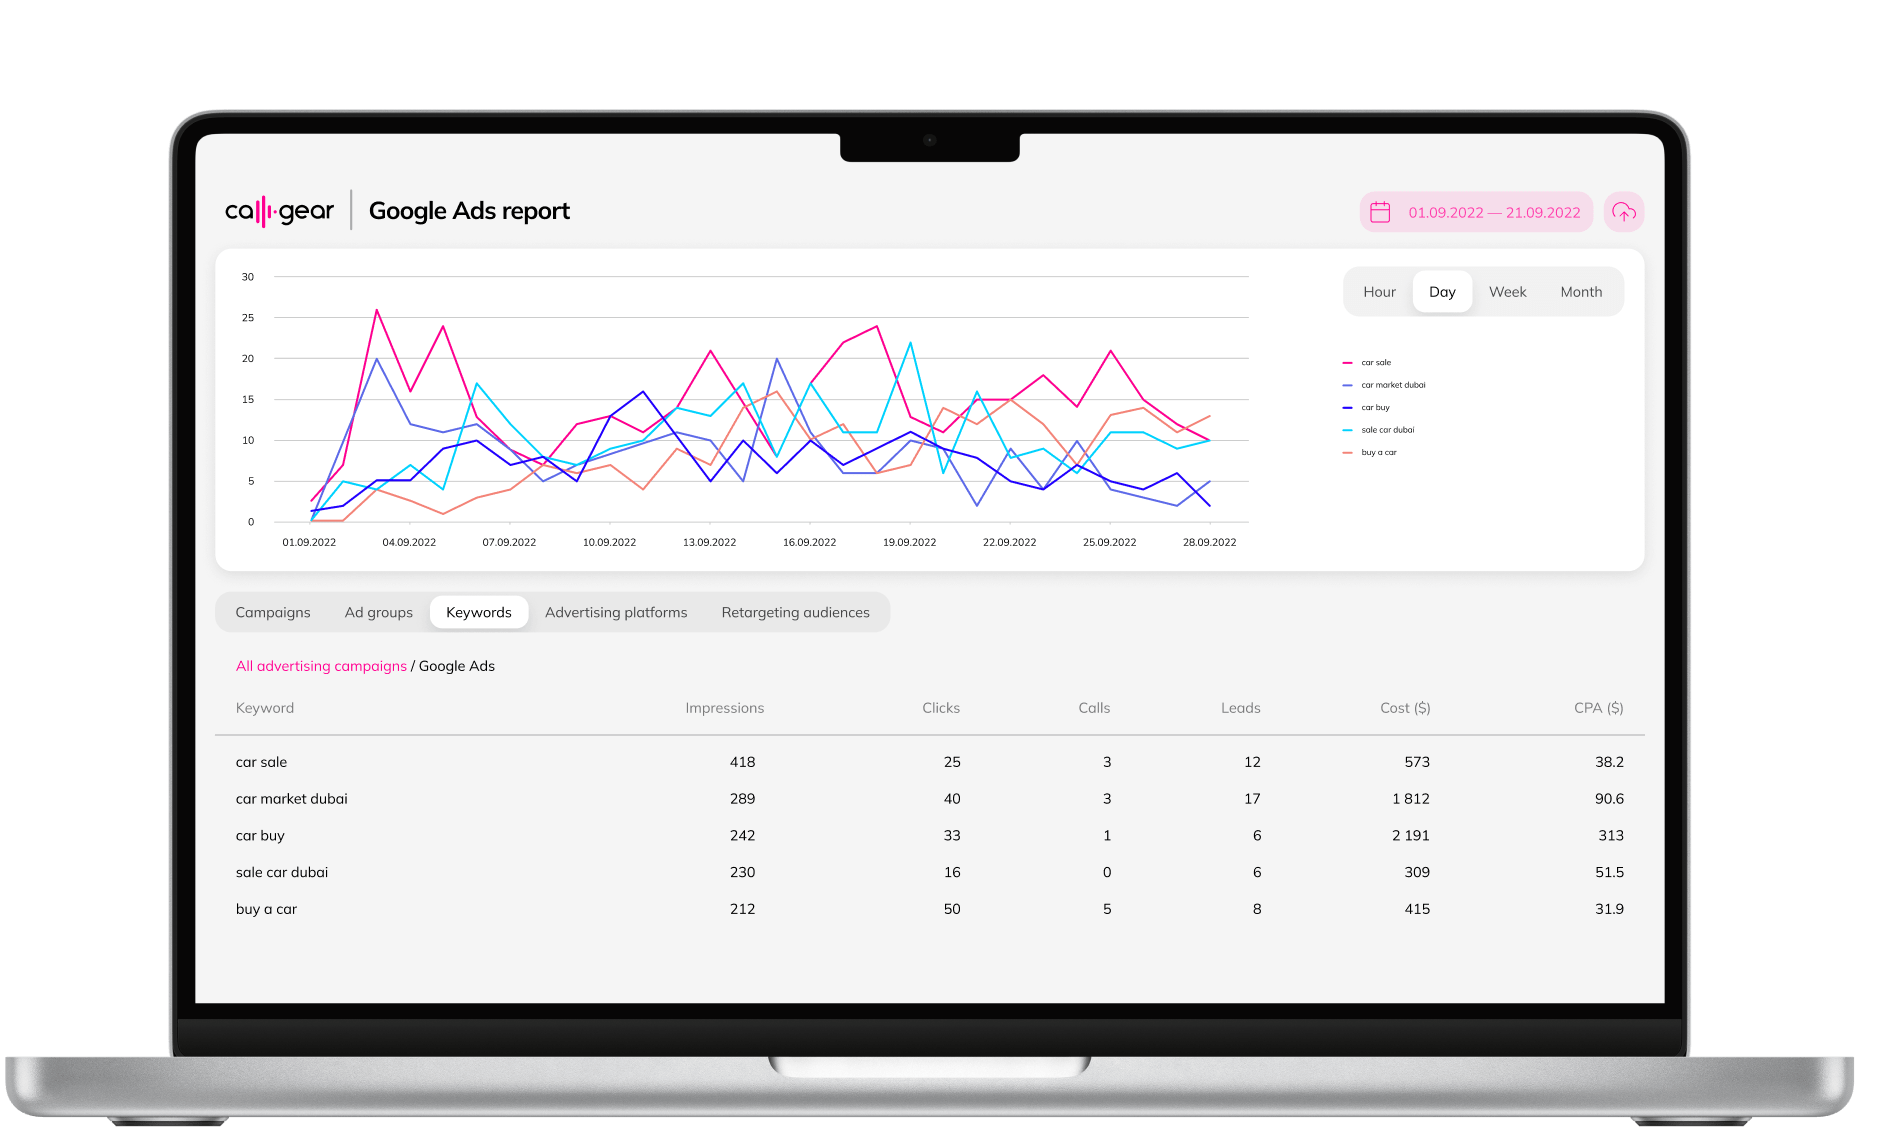 callgear Google Ads report
01.09.2022 — 21.09.2022
30
25
20
15
10
5
0
01.09.2022 04.09.2022 07.09.2022 10.09.2022 13.09.2022 16.09.2022 19.09.2022 22.09.2022 25.09.2022 28.09.2022
Hour Day Week Month
car sale
car market dubai
car buy
sale car dubai
buy a car
Campaigns Ad groups Keywords Advertising platforms Retargeting audiences
All advertising campaigns / Google Ads
Keyword Impressions Clicks Calls Leads Cost ($) CPA ($)
car sale 418 25 3 12 573 38.2
car market dubai 289 40 3 17 1 812 90.6
car buy 242 33 1 6 2 191 313
sale car dubai 230 16 0 6 309 51.5
buy a car 212 50 5 8 415 31.9